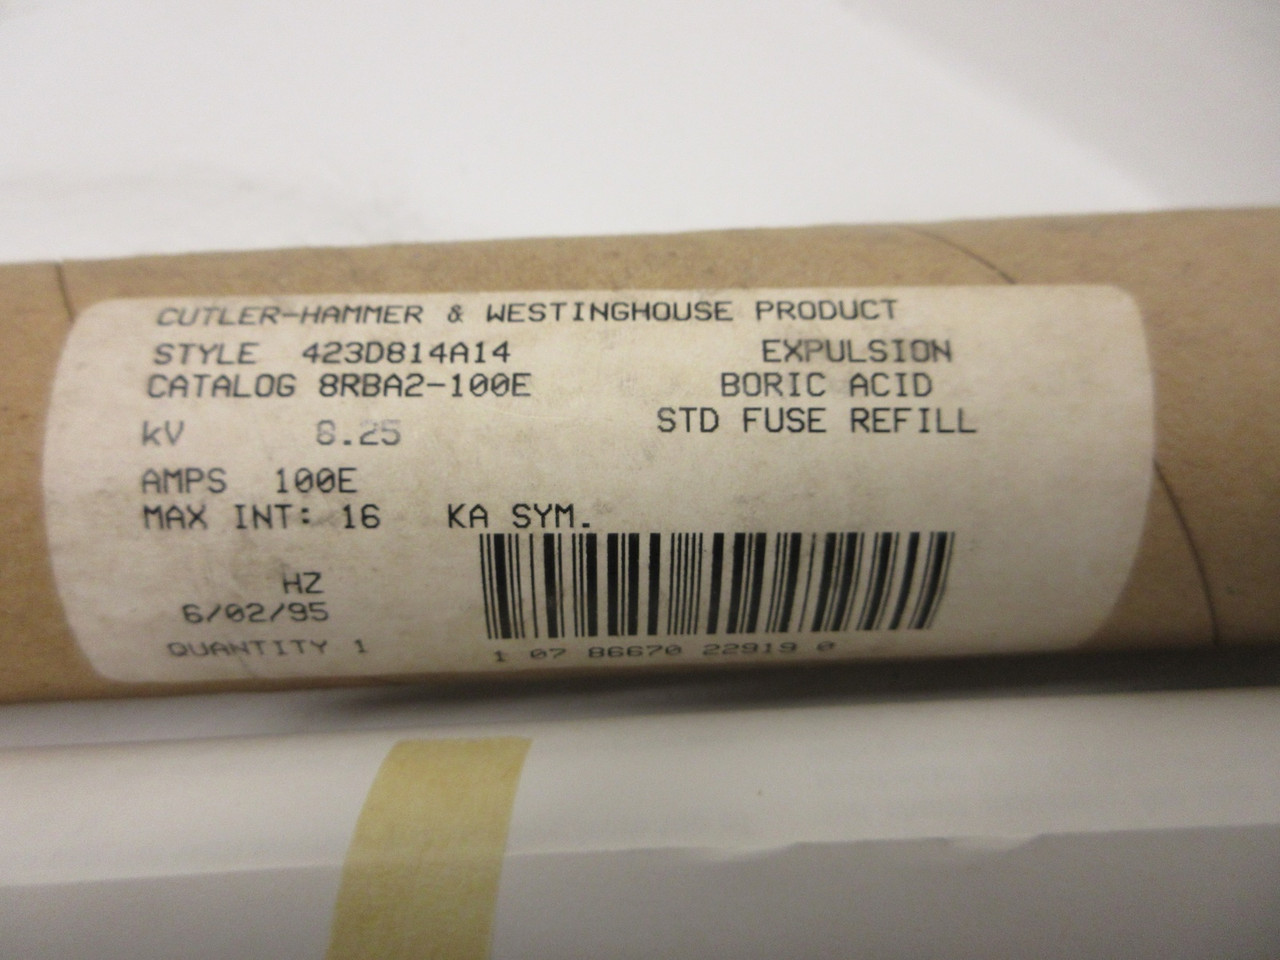 CUTLER-HAMMER & WESTINGHOUSE PRODUCT
STYLE 423D814A14 EXPULSION
CATALOG 8RBA2-100E BORIC ACID
kV 8.25 STD FUSE REFILL
AMPS 100E
MAX INT: 16 KA SYM.
HZ
6/02/95
QUANTITY 1 1 07 86670 22919 0